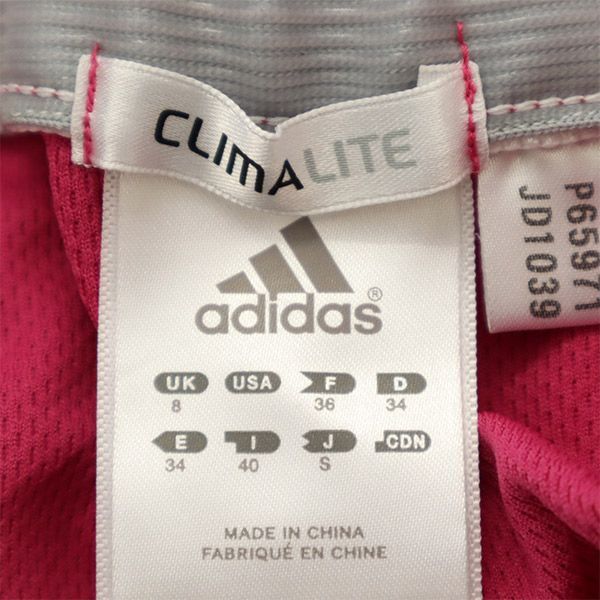 CLIMALITE
adidas®
UK USA F D
8 36 34
E I J CDN
34 40 S
MADE IN CHINA
FABRIQUÉ EN CHINE
P65971
JD1039